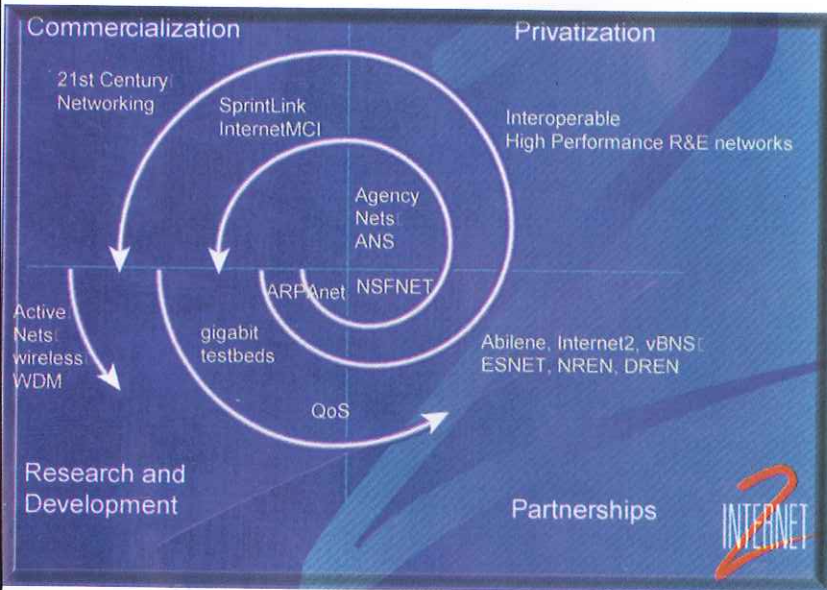 Commercialization
Privatization
21st Century
Networking
SprintLink
InternetMCI
Interoperable
High Performance R&E networks
Agency
Nets
ANS
ARPAnet
NSFNET
Active
Nets
wireless
WDM
gigabit
testbeds
Abilene, Internet2, vBNS
ESNET, NREN, DREN
QoS
Research and
Development
Partnerships
INTERNET
2